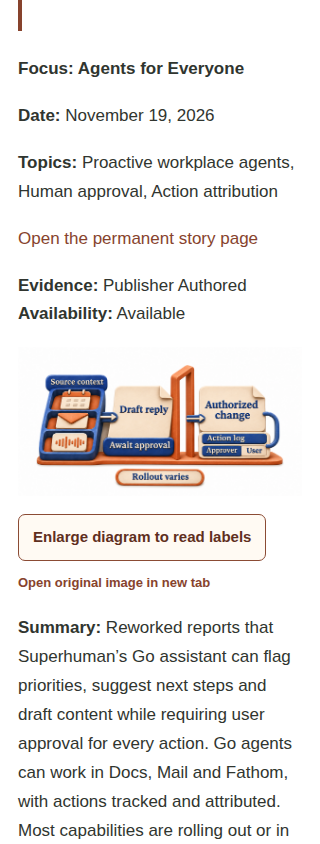 Focus: Agents for Everyone
Date: November 19, 2026
Topics: Proactive workplace agents,
Human approval, Action attribution
Open the permanent story page
Evidence: Publisher Authored
Availability: Available
Source context
Draft reply
Await approval
Authorized
change
Action log
Approver User
Rollout varies
Enlarge diagram to read labels
Open original image in new tab
Summary: Reworked reports that
Superhuman’s Go assistant can flag
priorities, suggest next steps and
draft content while requiring user
approval for every action. Go agents
can work in Docs, Mail and Fathom,
with actions tracked and attributed.
Most capabilities are rolling out or in